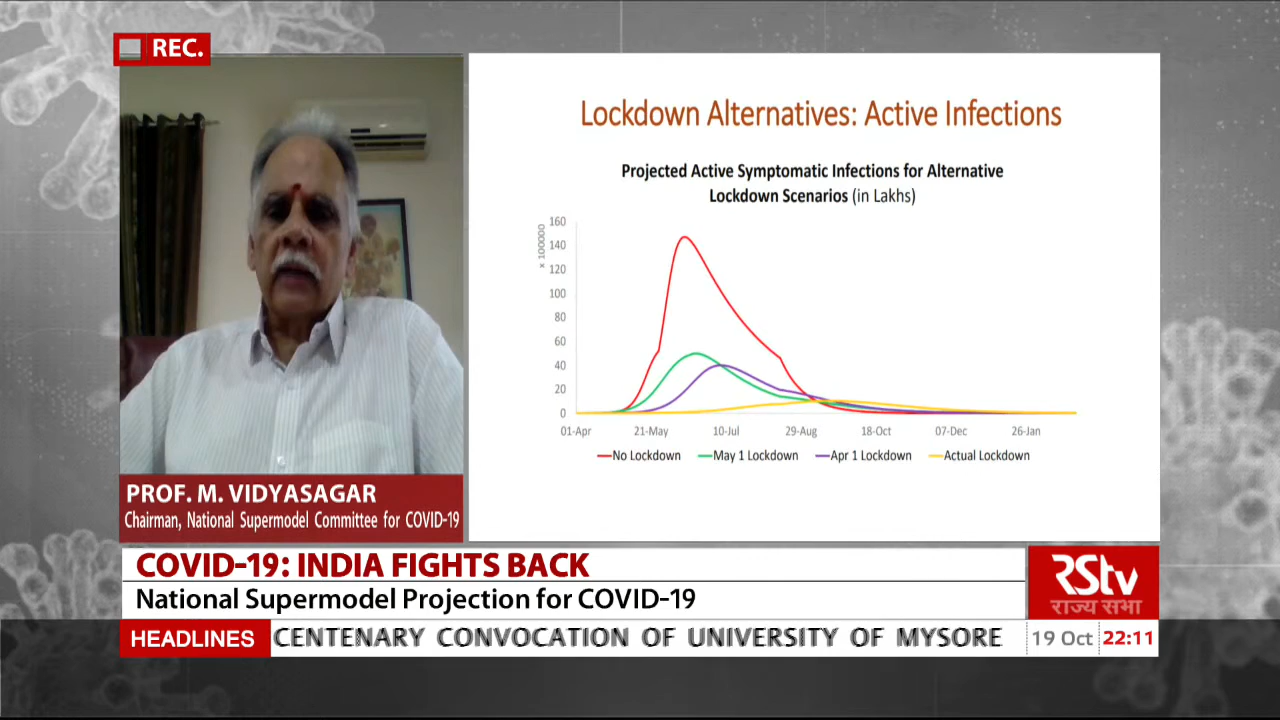 REC.
Lockdown Alternatives: Active Infections
Projected Active Symptomatic Infections for Alternative
Lockdown Scenarios (in Lakhs)
x 100000
160
140
120
100
80
60
40
20
0
01-Apr 21-May 10-Jul 29-Aug 18-Oct 07-Dec 26-Jan
No Lockdown May 1 Lockdown Apr 1 Lockdown Actual Lockdown
PROF. M. VIDYASAGAR
Chairman, National Supermodel Committee for COVID-19
COVID-19: INDIA FIGHTS BACK
National Supermodel Projection for COVID-19
RStv
राज्य सभा
HEADLINES CENTENARY CONVOCATION OF UNIVERSITY OF MYSORE 19 Oct 22:11